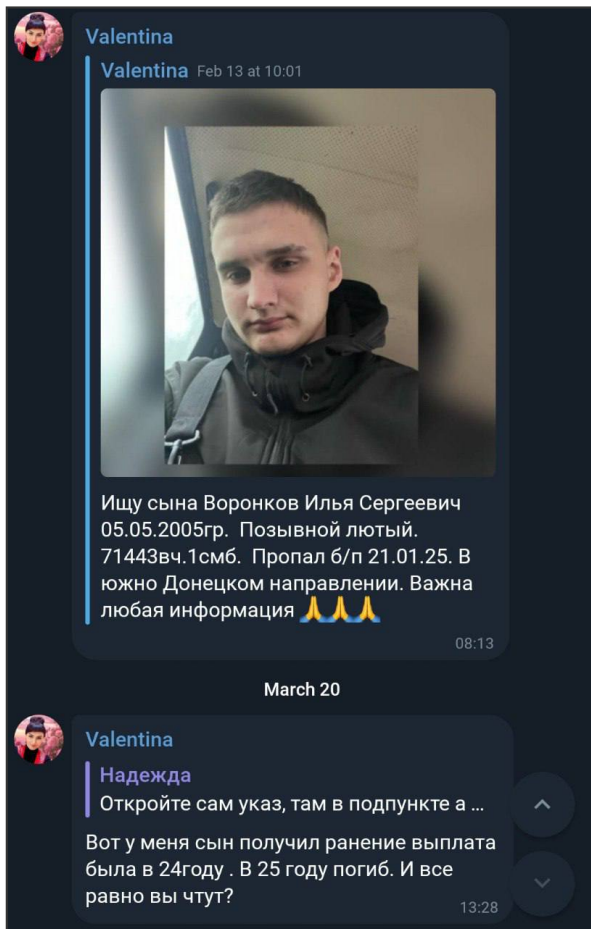 Valentina
Valentina Feb 13 at 10:01
Ищу сына Воронков Илья Сергеевич
05.05.2005гр. Позывной лютый.
71443вч.1смб. Пропал б/п 21.01.25. В
южно Донецком направлении. Важна
любая информация 🙏🙏🙏
08:13
March 20
Valentina
Надежда
Откройте сам указ, там в подпункте а ...
Вот у меня сын получил ранение выплата
была в 24году . В 25 году погиб. И все
равно вы чтут?
13:28